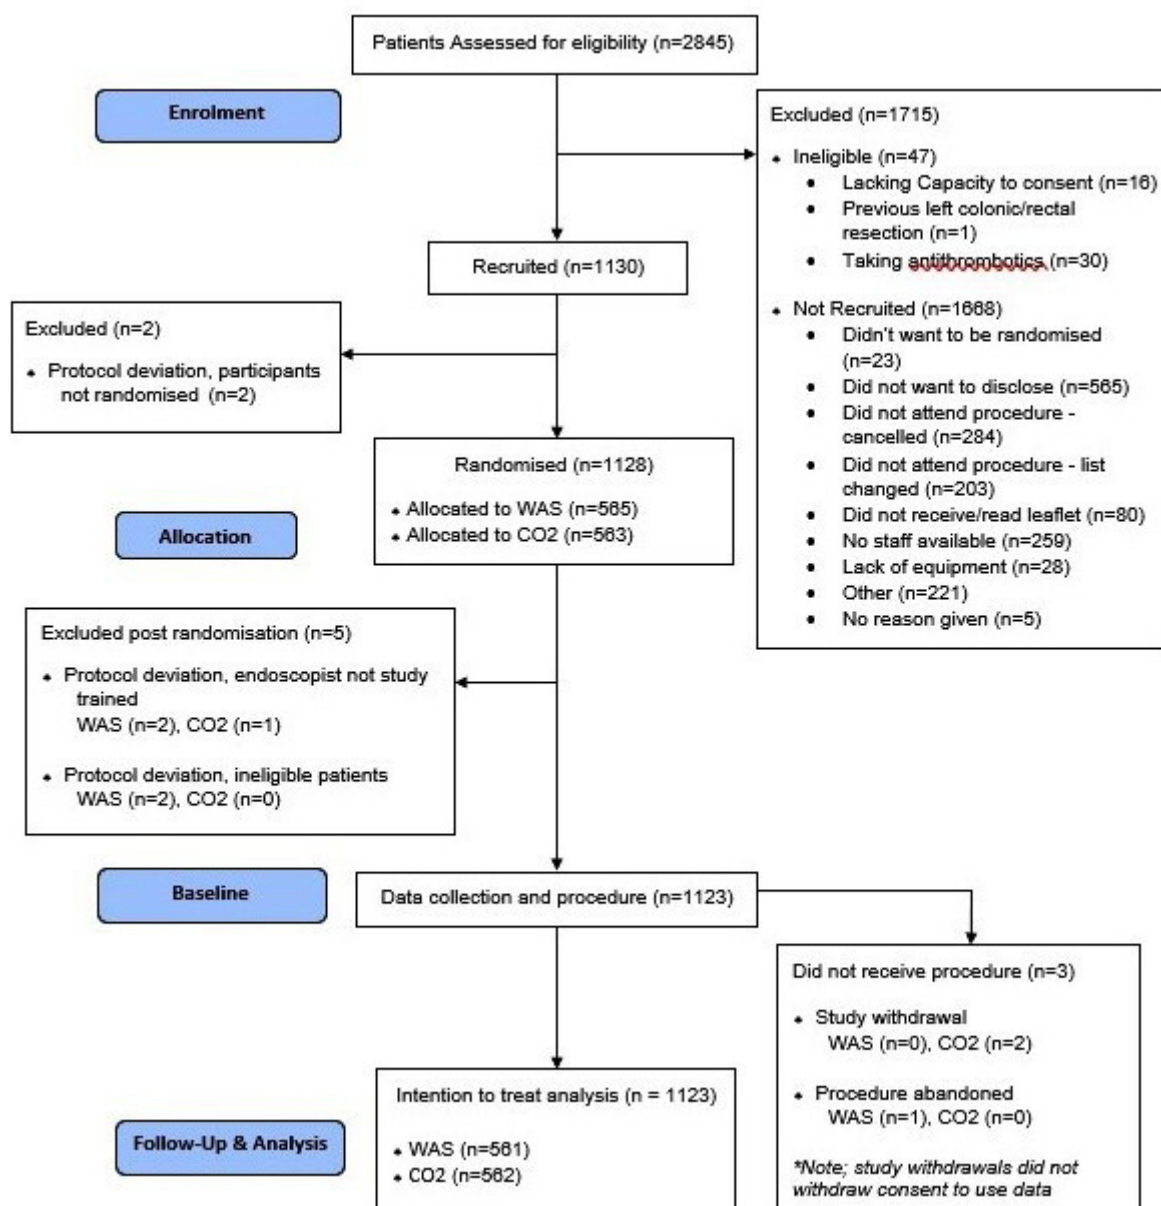 Patients Assessed for eligibility (n=2845)
Enrolment
Excluded (n=1715)
Ineligible (n=47)
Lacking Capacity to consent (n=16)
Previous left colonic/rectal
resection (n=1)
Taking antithrombotics (n=30)
Not Recruited (n=1668)
Didn't want to be randomised
(n=23)
Did not want to disclose (n=565)
Did not attend procedure -
cancelled (n=284)
Did not attend procedure - list
changed (n=203)
Did not receive/read leaflet (n=80)
No staff available (n=259)
Lack of equipment (n=28)
Other (n=221)
No reason given (n=5)
Recruited (n=1130)
Excluded (n=2)
Protocol deviation, participants
not randomised (n=2)
Randomised (n=1128)
Allocated to WAS (n=565)
Allocated to CO2 (n=563)
Allocation
Excluded post randomisation (n=5)
Protocol deviation, endoscopist not study
trained
WAS (n=2), CO2 (n=1)
Protocol deviation, ineligible patients
WAS (n=2), CO2 (n=0)
Baseline
Data collection and procedure (n=1123)
Did not receive procedure (n=3)
Study withdrawal
WAS (n=0), CO2 (n=2)
Procedure abandoned
WAS (n=1), CO2 (n=0)
*Note; study withdrawals did not
withdraw consent to use data
Intention to treat analysis (n = 1123)
WAS (n=561)
CO2 (n=562)
Follow-Up & Analysis